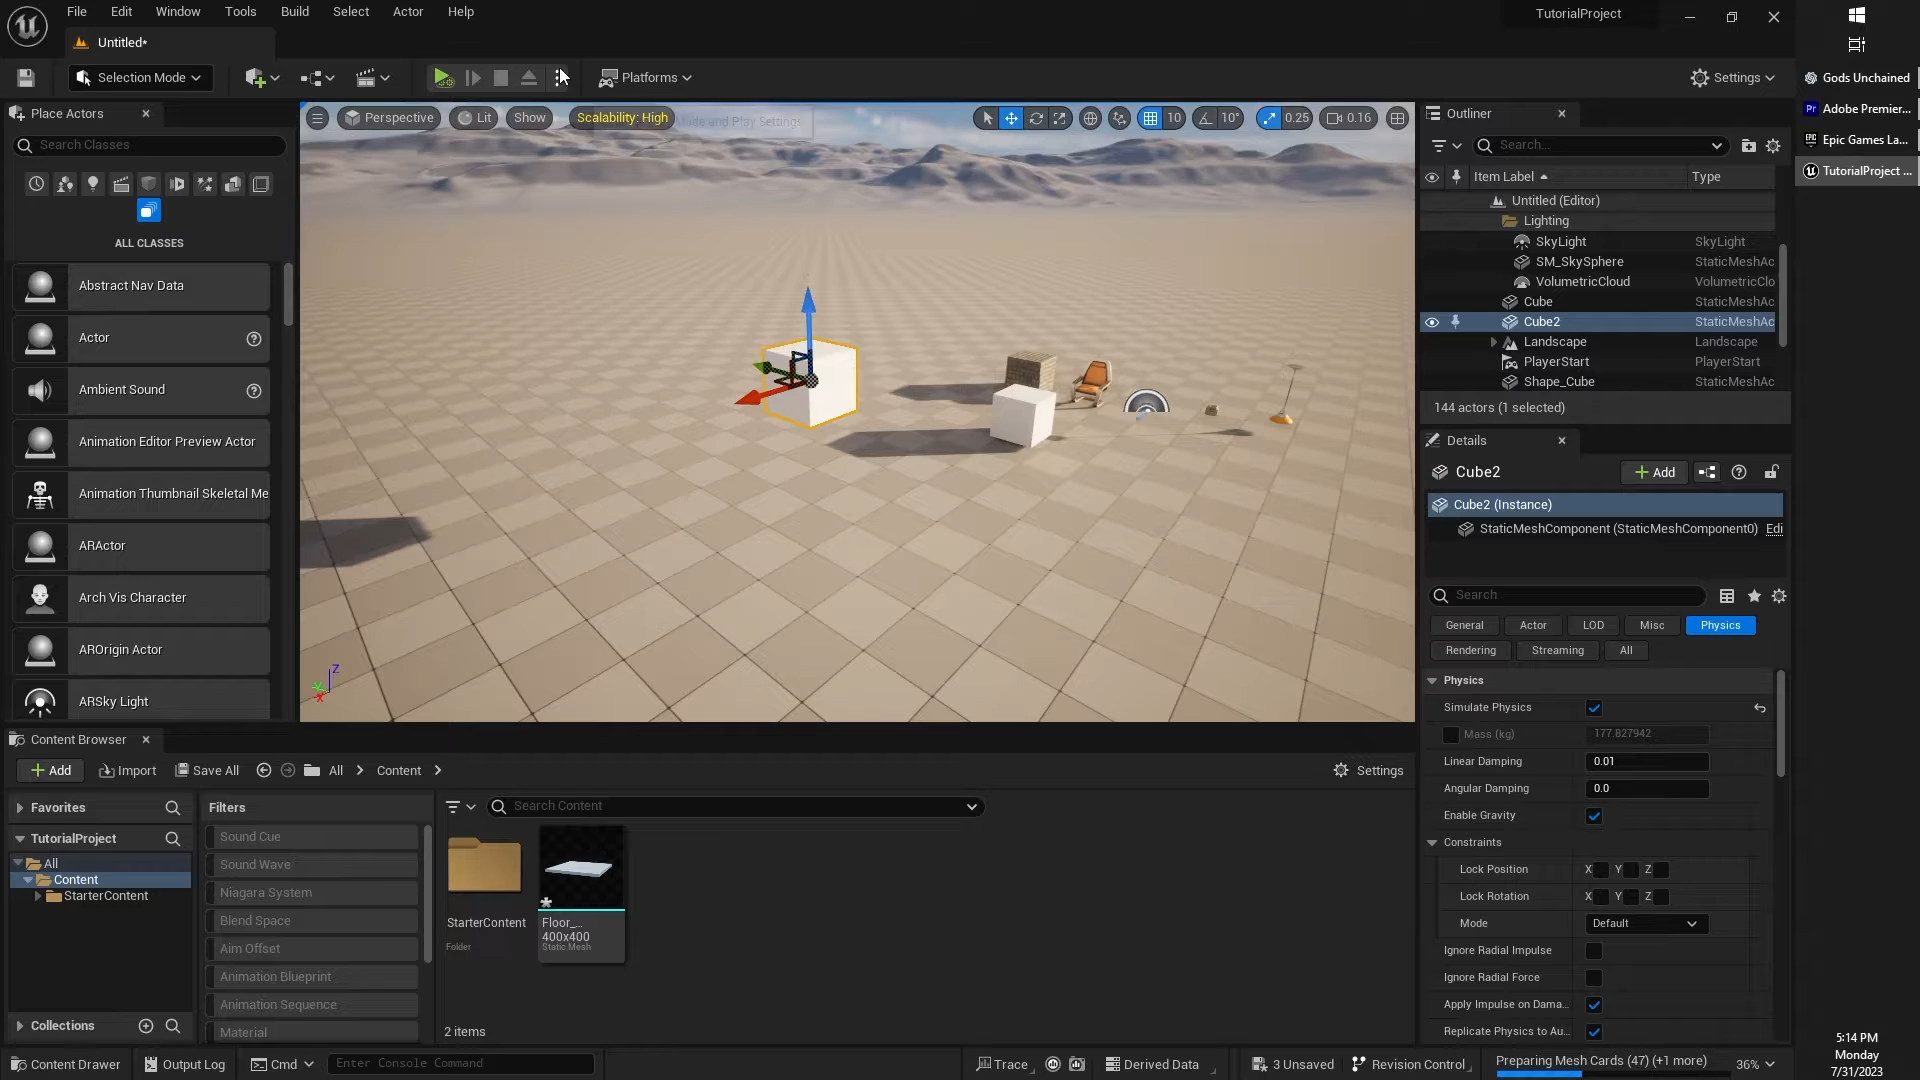 File Edit Window Tools Build Select Actor Help
TutorialProject
Untitled*
Selection Mode
Platforms
Settings
Gods Unchained
Adobe Premier...
Epic Games La...
TutorialProject ...
Place Actors
Search Classes
ALL CLASSES
Abstract Nav Data
Actor
Ambient Sound
Animation Editor Preview Actor
Animation Thumbnail Skeletal Me
ARActor
Arch Vis Character
AROrigin Actor
ARSky Light
Perspective Lit Show Scalability: High
and Play Settings
10 10° 0.25 0.16
Z
X
Outliner
Search...
Item Label Type
Untitled (Editor)
Lighting
SkyLight SkyLight
SM_SkySphere StaticMeshAc
VolumetricCloud VolumetricClo
Cube StaticMeshAc
Cube2 StaticMeshAc
Landscape Landscape
PlayerStart PlayerStart
Shape_Cube StaticMeshAc
144 actors (1 selected)
Details
Cube2
Add
Cube2 (Instance)
StaticMeshComponent (StaticMeshComponent0) Edi
Search
General Actor LOD Misc Physics
Rendering Streaming All
Physics
Simulate Physics
Mass (kg) 177.827942
Linear Damping 0.01
Angular Damping 0.0
Enable Gravity
Constraints
Lock Position X Y Z
Lock Rotation X Y Z
Mode Default
Ignore Radial Impulse
Ignore Radial Force
Apply Impulse on Dama...
Replicate Physics to Au...
Content Browser
Add Import Save All All Content Settings
Favorites
TutorialProject
All
Content
StarterContent
Collections
Filters
Sound Cue
Sound Wave
Niagara System
Blend Space
Aim Offset
Animation Blueprint
Animation Sequence
Material
Search Content
StarterContent
Folder
Floor_...
400x400
Static Mesh
2 items
Content Drawer Output Log Cmd Enter Console Command Trace Derived Data 3 Unsaved Revision Control Preparing Mesh Cards (47) (+1 more) 36%
5:14 PM
Monday
7/31/2023